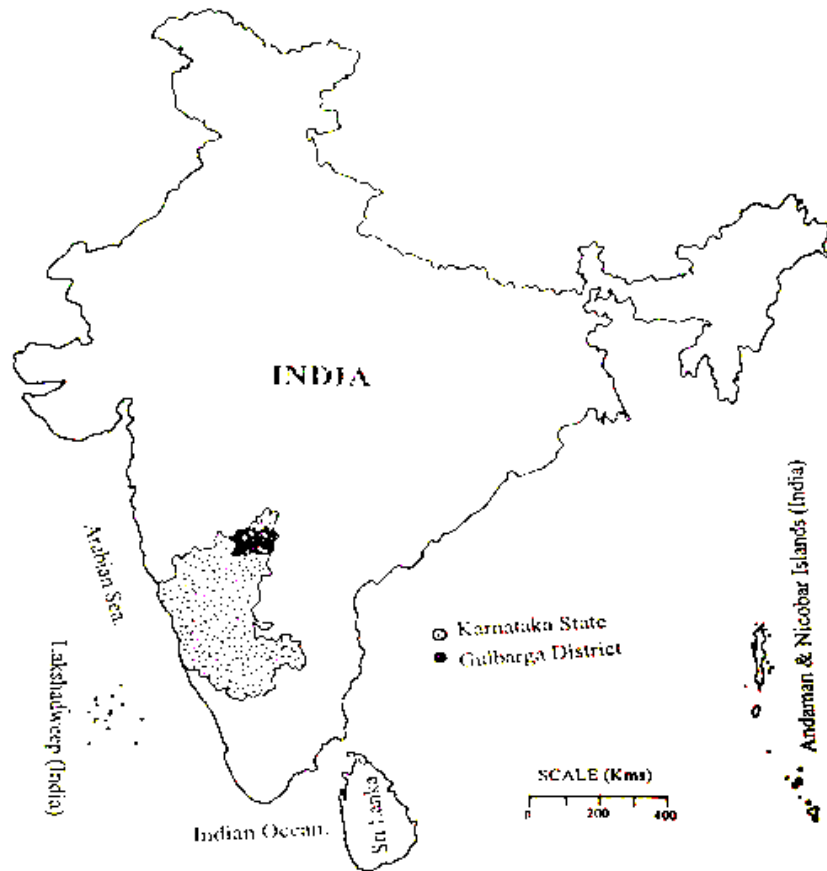 INDIA
Arabian Sea.
Lakshadweep (India)
Karnataka State
Gulbarga District
Andaman & Nicobar Islands (India)
SCALE (Kms)
0 200 400
Indian Ocean.
Sri Lanka